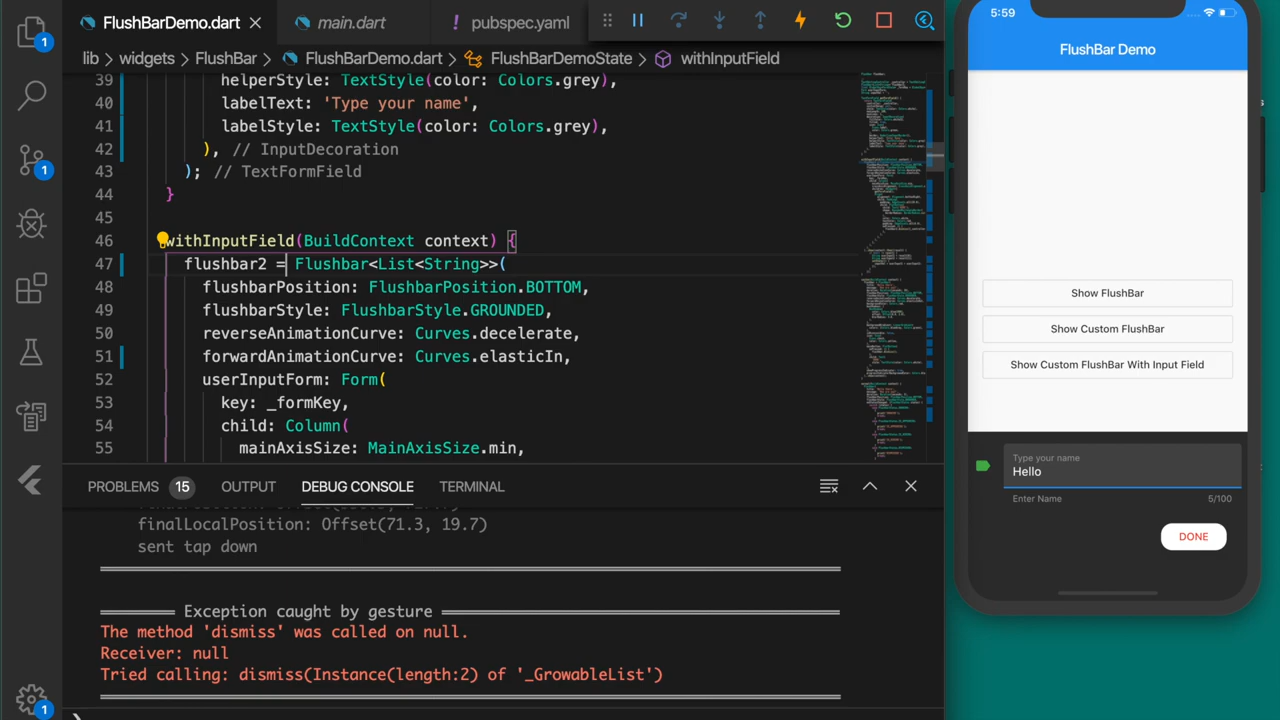 FlushBarDemo.dart
main.dart
! pubspec.yaml
lib > widgets > FlushBar > FlushBarDemo.dart > FlushBarDemoState > withInputField
39 helperStyle: TextStyle(color: Colors.grey),
40 labelText: 'Type your name',
41 labelStyle: TextStyle(color: Colors.grey),
42 ), // InputDecoration
43 ); // TextFormField
44 }
45
46 withInputField(BuildContext context) {
47 flushbar2 = Flushbar<List<String>>(
48 flushbarPosition: FlushbarPosition.BOTTOM,
49 flushbarStyle: FlushbarStyle.GROUNDED,
50 reverseAnimationCurve: Curves.decelerate,
51 forwardAnimationCurve: Curves.elasticIn,
52 userInputForm: Form(
53 key: _formKey,
54 child: Column(
55 mainAxisSize: MainAxisSize.min,
PROBLEMS 15 OUTPUT DEBUG CONSOLE TERMINAL
finalLocalPosition: Offset(71.3, 19.7)
sent tap down
Exception caught by gesture
The method 'dismiss' was called on null.
Receiver: null
Tried calling: dismiss(Instance(length:2) of '_GrowableList')
1
1
1
5:59
FlushBar Demo
Show FlushBar
Show Custom FlushBar
Show Custom FlushBar With Input Field
Type your name
Hello
Enter Name 5/100
DONE